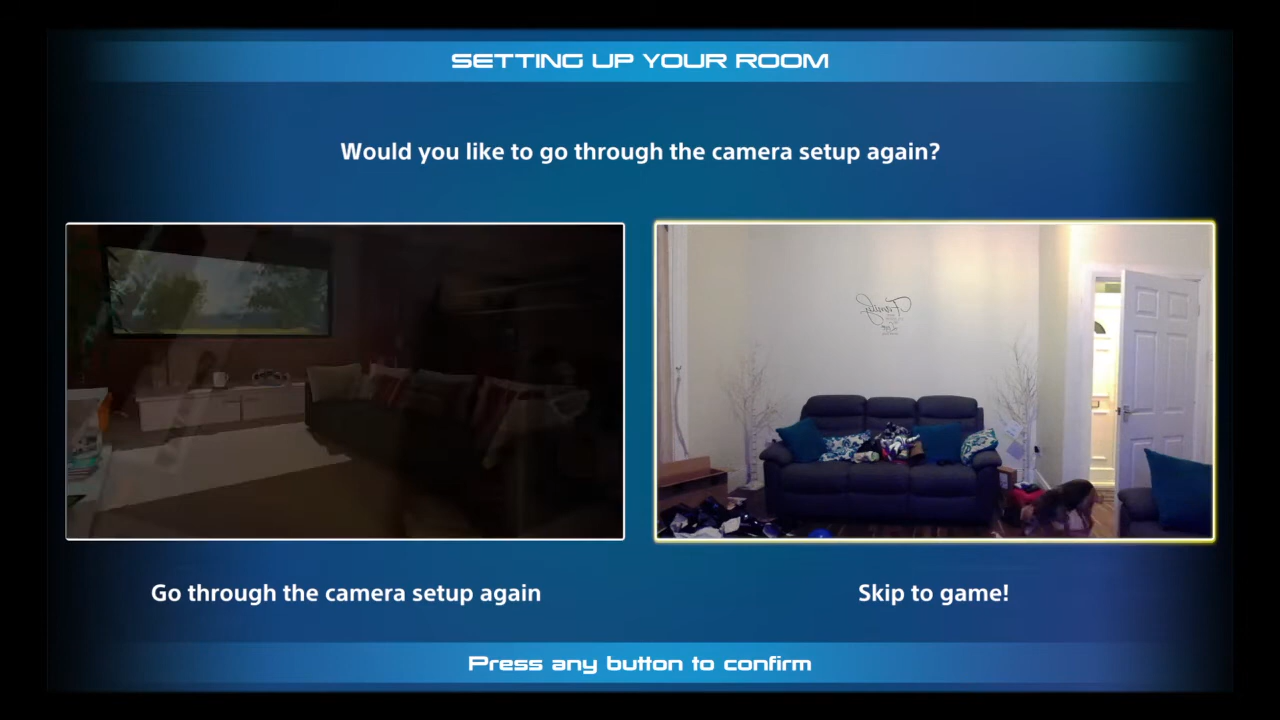 SETTING UP YOUR ROOM
Would you like to go through the camera setup again?
Family
Go through the camera setup again
Skip to game!
Press any button to confirm